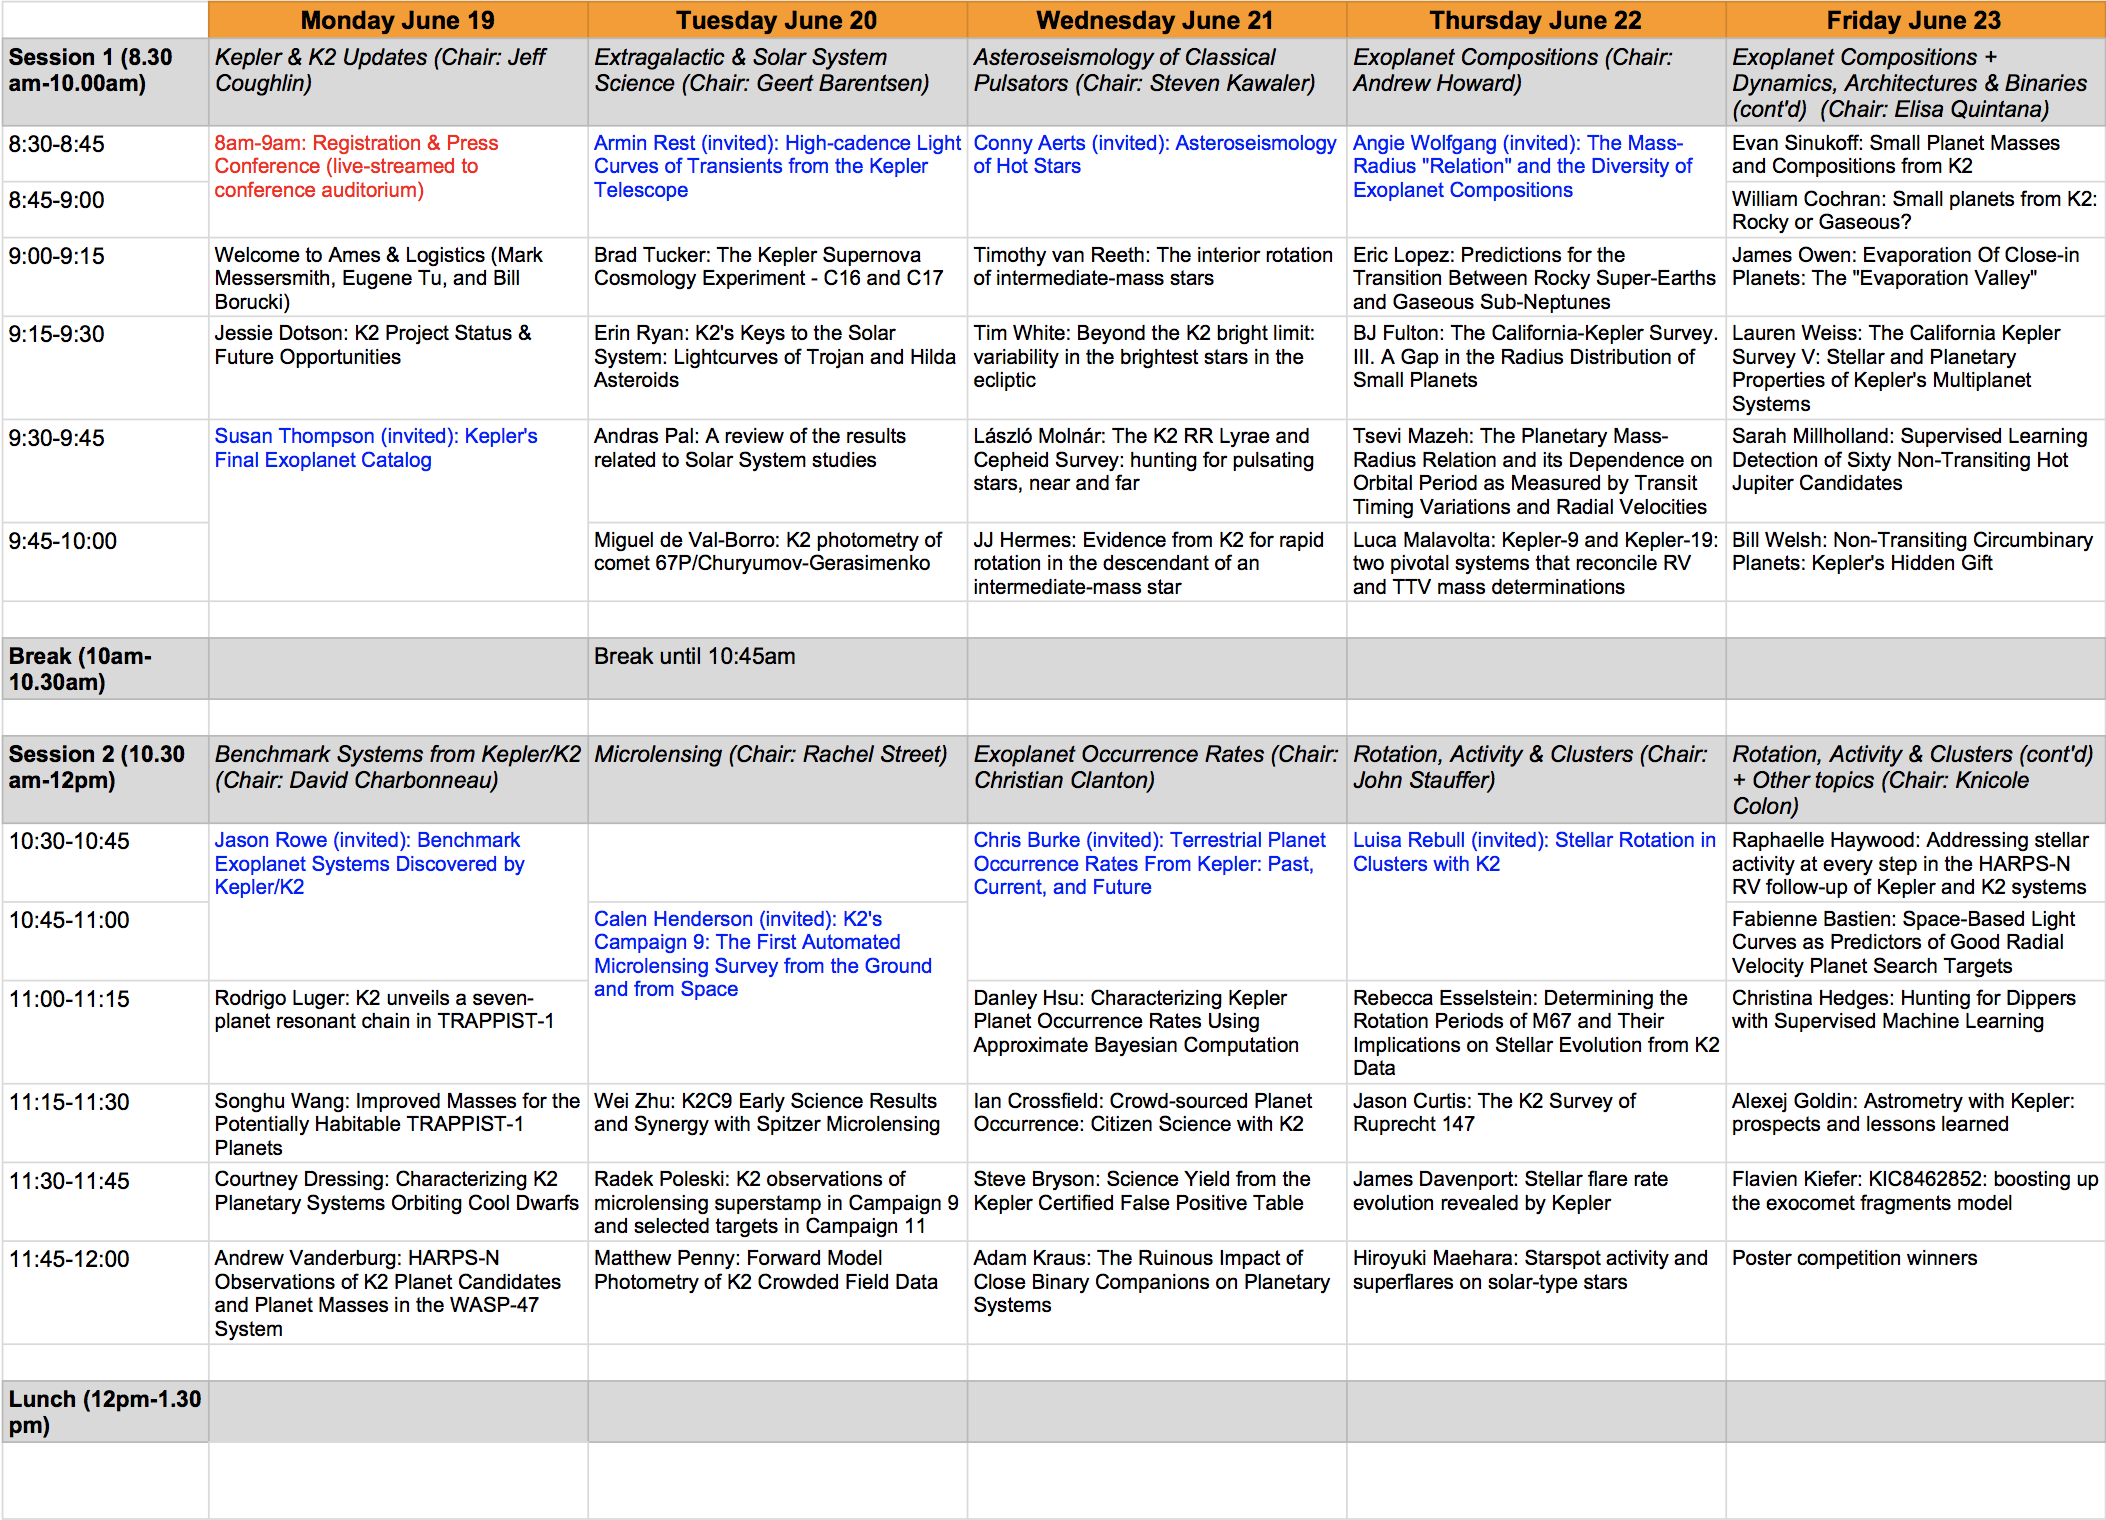 Monday June 19
Tuesday June 20
Wednesday June 21
Thursday June 22
Friday June 23
Session 1 (8.30
am-10.00am)
Kepler & K2 Updates (Chair: Jeff
Coughlin)
Extragalactic & Solar System
Science (Chair: Geert Barentsen)
Asteroseismology of Classical
Pulsators (Chair: Steven Kawaler)
Exoplanet Compositions (Chair:
Andrew Howard)
Exoplanet Compositions +
Dynamics, Architectures & Binaries
(cont'd) (Chair: Elisa Quintana)
8:30-8:45
8am-9am: Registration & Press
Conference (live-streamed to
conference auditorium)
Armin Rest (invited): High-cadence Light
Curves of Transients from the Kepler
Telescope
Conny Aerts (invited): Asteroseismology
of Hot Stars
Angie Wolfgang (invited): The Mass-
Radius "Relation" and the Diversity of
Exoplanet Compositions
Evan Sinukoff: Small Planet Masses
and Compositions from K2
8:45-9:00
William Cochran: Small planets from K2:
Rocky or Gaseous?
9:00-9:15
Welcome to Ames & Logistics (Mark
Messersmith, Eugene Tu, and Bill
Borucki)
Brad Tucker: The Kepler Supernova
Cosmology Experiment - C16 and C17
Timothy van Reeth: The interior rotation
of intermediate-mass stars
Eric Lopez: Predictions for the
Transition Between Rocky Super-Earths
and Gaseous Sub-Neptunes
James Owen: Evaporation Of Close-in
Planets: The "Evaporation Valley"
9:15-9:30
Jessie Dotson: K2 Project Status &
Future Opportunities
Erin Ryan: K2's Keys to the Solar
System: Lightcurves of Trojan and Hilda
Asteroids
Tim White: Beyond the K2 bright limit:
variability in the brightest stars in the
ecliptic
BJ Fulton: The California-Kepler Survey.
III. A Gap in the Radius Distribution of
Small Planets
Lauren Weiss: The California Kepler
Survey V: Stellar and Planetary
Properties of Kepler's Multiplanet
Systems
9:30-9:45
Susan Thompson (invited): Kepler's
Final Exoplanet Catalog
Andras Pal: A review of the results
related to Solar System studies
László Molnár: The K2 RR Lyrae and
Cepheid Survey: hunting for pulsating
stars, near and far
Tsevi Mazeh: The Planetary Mass-
Radius Relation and its Dependence on
Orbital Period as Measured by Transit
Timing Variations and Radial Velocities
Sarah Millholland: Supervised Learning
Detection of Sixty Non-Transiting Hot
Jupiter Candidates
9:45-10:00
Miguel de Val-Borro: K2 photometry of
comet 67P/Churyumov-Gerasimenko
JJ Hermes: Evidence from K2 for rapid
rotation in the descendant of an
intermediate-mass star
Luca Malavolta: Kepler-9 and Kepler-19:
two pivotal systems that reconcile RV
and TTV mass determinations
Bill Welsh: Non-Transiting Circumbinary
Planets: Kepler's Hidden Gift
Break (10am-
10.30am)
Break until 10:45am
Session 2 (10.30
am-12pm)
Benchmark Systems from Kepler/K2
(Chair: David Charbonneau)
Microlensing (Chair: Rachel Street)
Exoplanet Occurrence Rates (Chair:
Christian Clanton)
Rotation, Activity & Clusters (Chair:
John Stauffer)
Rotation, Activity & Clusters (cont'd)
+ Other topics (Chair: Knicole
Colon)
10:30-10:45
Jason Rowe (invited): Benchmark
Exoplanet Systems Discovered by
Kepler/K2
Chris Burke (invited): Terrestrial Planet
Occurrence Rates From Kepler: Past,
Current, and Future
Luisa Rebull (invited): Stellar Rotation in
Clusters with K2
Raphaelle Haywood: Addressing stellar
activity at every step in the HARPS-N
RV follow-up of Kepler and K2 systems
10:45-11:00
Calen Henderson (invited): K2's
Campaign 9: The First Automated
Microlensing Survey from the Ground
and from Space
Fabienne Bastien: Space-Based Light
Curves as Predictors of Good Radial
Velocity Planet Search Targets
11:00-11:15
Rodrigo Luger: K2 unveils a seven-
planet resonant chain in TRAPPIST-1
Danley Hsu: Characterizing Kepler
Planet Occurrence Rates Using
Approximate Bayesian Computation
Rebecca Esselstein: Determining the
Rotation Periods of M67 and Their
Implications on Stellar Evolution from K2
Data
Christina Hedges: Hunting for Dippers
with Supervised Machine Learning
11:15-11:30
Songhu Wang: Improved Masses for the
Potentially Habitable TRAPPIST-1
Planets
Wei Zhu: K2C9 Early Science Results
and Synergy with Spitzer Microlensing
Ian Crossfield: Crowd-sourced Planet
Occurrence: Citizen Science with K2
Jason Curtis: The K2 Survey of
Ruprecht 147
Alexej Goldin: Astrometry with Kepler:
prospects and lessons learned
11:30-11:45
Courtney Dressing: Characterizing K2
Planetary Systems Orbiting Cool Dwarfs
Radek Poleski: K2 observations of
microlensing superstamp in Campaign 9
and selected targets in Campaign 11
Steve Bryson: Science Yield from the
Kepler Certified False Positive Table
James Davenport: Stellar flare rate
evolution revealed by Kepler
Flavien Kiefer: KIC8462852: boosting up
the exocomet fragments model
11:45-12:00
Andrew Vanderburg: HARPS-N
Observations of K2 Planet Candidates
and Planet Masses in the WASP-47
System
Matthew Penny: Forward Model
Photometry of K2 Crowded Field Data
Adam Kraus: The Ruinous Impact of
Close Binary Companions on Planetary
Systems
Hiroyuki Maehara: Starspot activity and
superflares on solar-type stars
Poster competition winners
Lunch (12pm-1.30
pm)